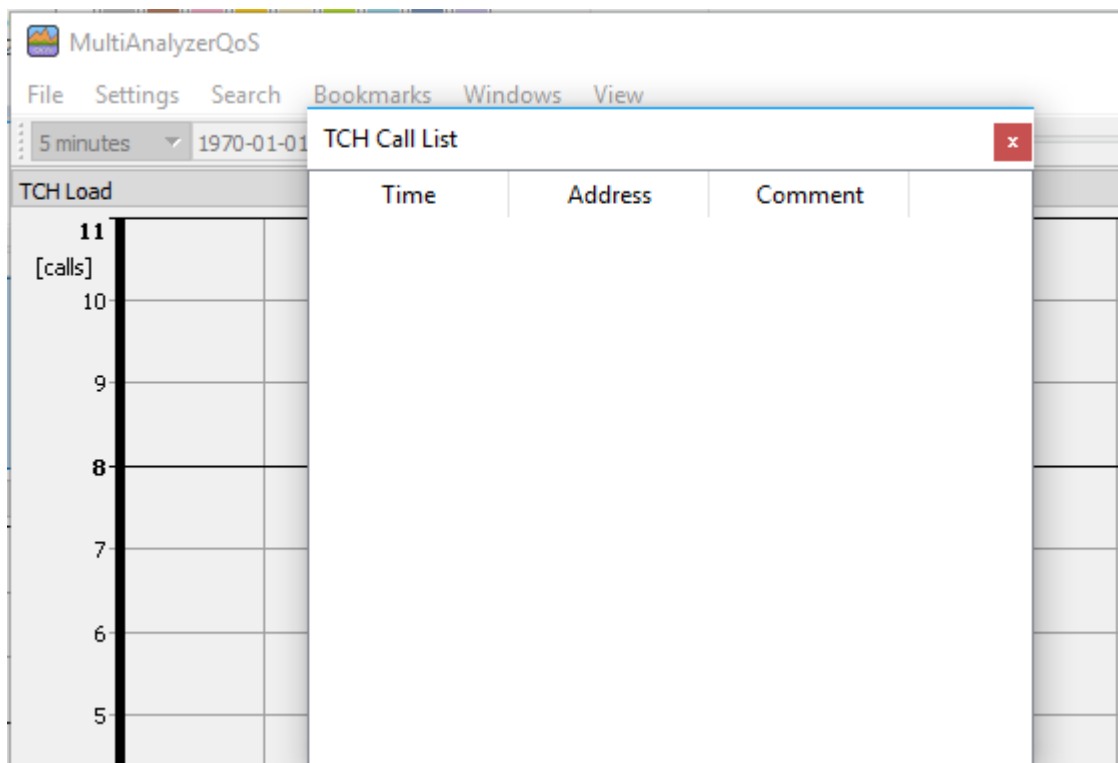 MultiAnalyzerQoS
File Settings Search Bookmarks Windows View
5 minutes 1970-01-01
TCH Call List x
TCH Load
Time Address Comment
11
[calls]
10
9
8
7
6
5